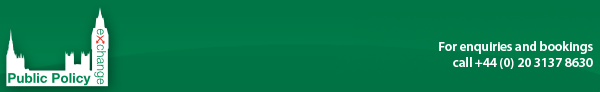 Public Policy
exchange
For enquiries and bookings
call +44 (0) 20 3137 8630